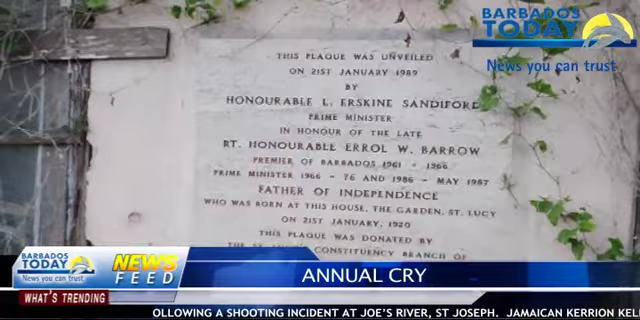 BARBADOS
TODAY
News you can trust
THIS PLAQUE WAS UNVEILED
ON 21ST JANUARY 1989
BY
HONOURABLE L. ERSKINE SANDIFORD
PRIME MINISTER
IN HONOUR OF THE LATE
RT. HONOURABLE ERROL W. BARROW
PREMIER OF BARBADOS 1961 - 1966
PRIME MINISTER 1966 - 76 AND 1986 - MAY 1987
FATHER OF INDEPENDENCE
WHO WAS BORN AT THIS HOUSE, THE GARDEN, ST. LUCY
ON 21ST JANUARY, 1920
THIS PLAQUE WAS DONATED BY
THE ST. CONSTITUENCY BRANCH OF
BARBADOS
TODAY
News you can trust
NEWS
FEED
ANNUAL CRY
WHAT'S TRENDING
OLLOWING A SHOOTING INCIDENT AT JOE'S RIVER, ST JOSEPH. JAMAICAN KERRION KEL